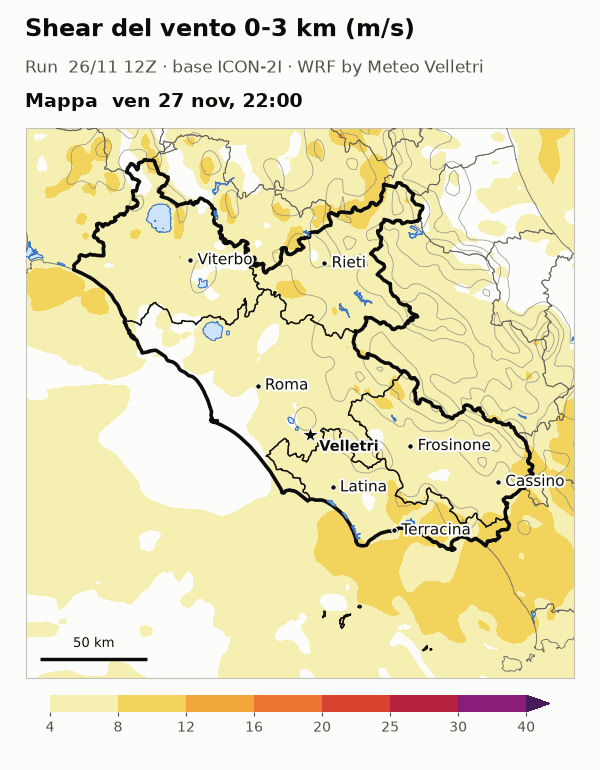 Shear del vento 0-3 km (m/s)
Run  26/11 12Z · base ICON-2I · WRF by Meteo Velletri
Mappa  ven 27 nov, 22:00
Viterbo
Rieti
Roma
Velletri
Frosinone
Cassino
Latina
Terracina
50 km
4 8 12 16 20 25 30 40